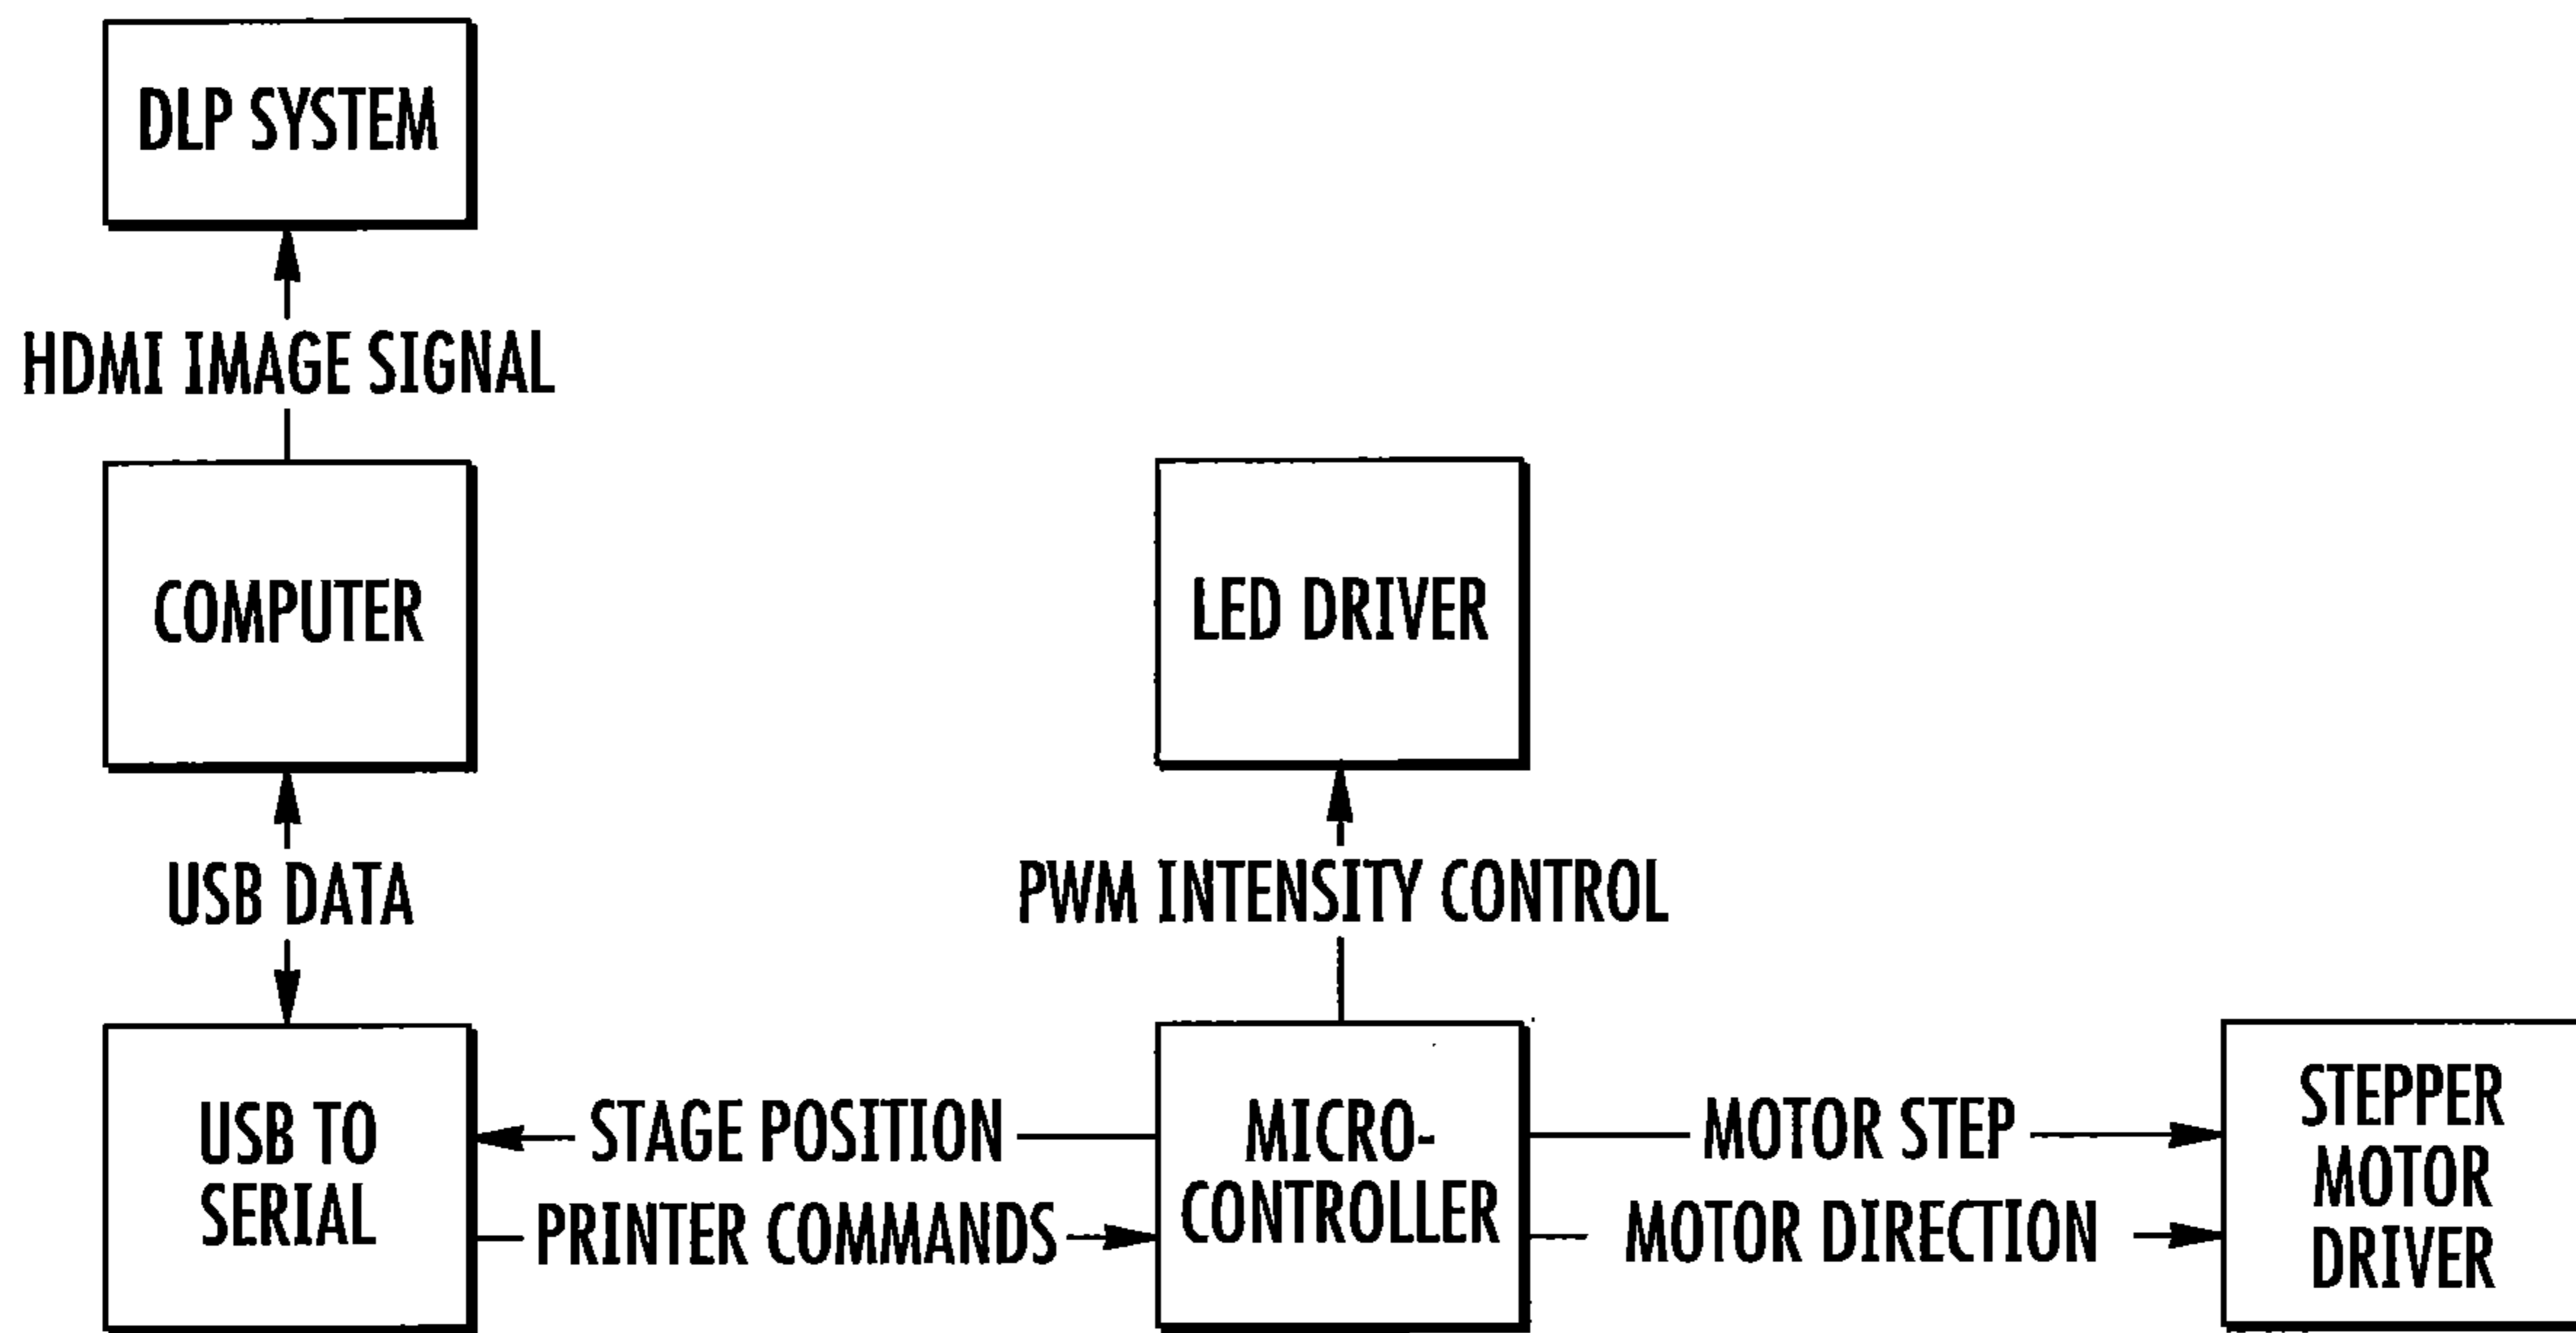 DLP SYSTEM
HDMI IMAGE SIGNAL
COMPUTER
LED DRIVER
USB DATA
PWM INTENSITY CONTROL
USB TO
SERIAL
STAGE POSITION
PRINTER COMMANDS
MICRO-
CONTROLLER
MOTOR STEP
MOTOR DIRECTION
STEPPER
MOTOR
DRIVER